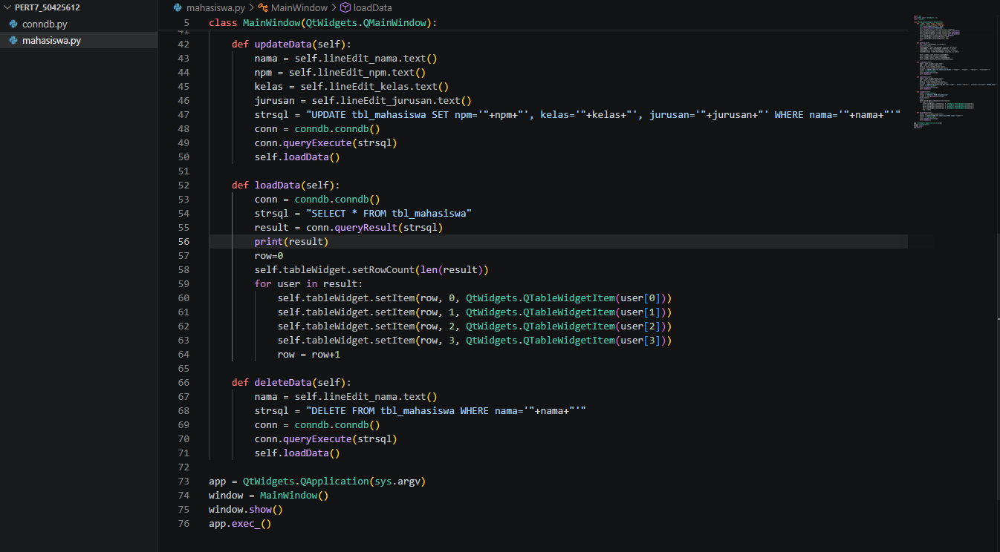 PERT7_50425612
conndb.py
mahasiswa.py
mahasiswa.py > MainWindow > loadData
5 class MainWindow(QtWidgets.QMainWindow):
41
42 def updateData(self):
43 nama = self.lineEdit_nama.text()
44 npm = self.lineEdit_npm.text()
45 kelas = self.lineEdit_kelas.text()
46 jurusan = self.lineEdit_jurusan.text()
47 strsql = "UPDATE tbl_mahasiswa SET npm='"+npm+"', kelas='"+kelas+"', jurusan='"+jurusan+"' WHERE nama='"+nama+"'"
48 conn = conndb.conndb()
49 conn.queryExecute(strsql)
50 self.loadData()
51
52 def loadData(self):
53 conn = conndb.conndb()
54 strsql = "SELECT * FROM tbl_mahasiswa"
55 result = conn.queryResult(strsql)
56 print(result)
57 row=0
58 self.tableWidget.setRowCount(len(result))
59 for user in result:
60 self.tableWidget.setItem(row, 0, QtWidgets.QTableWidgetItem(user[0]))
61 self.tableWidget.setItem(row, 1, QtWidgets.QTableWidgetItem(user[1]))
62 self.tableWidget.setItem(row, 2, QtWidgets.QTableWidgetItem(user[2]))
63 self.tableWidget.setItem(row, 3, QtWidgets.QTableWidgetItem(user[3]))
64 row = row+1
65
66 def deleteData(self):
67 nama = self.lineEdit_nama.text()
68 strsql = "DELETE FROM tbl_mahasiswa WHERE nama='"+nama+"'"
69 conn = conndb.conndb()
70 conn.queryExecute(strsql)
71 self.loadData()
72
73 app = QtWidgets.QApplication(sys.argv)
74 window = MainWindow()
75 window.show()
76 app.exec_()